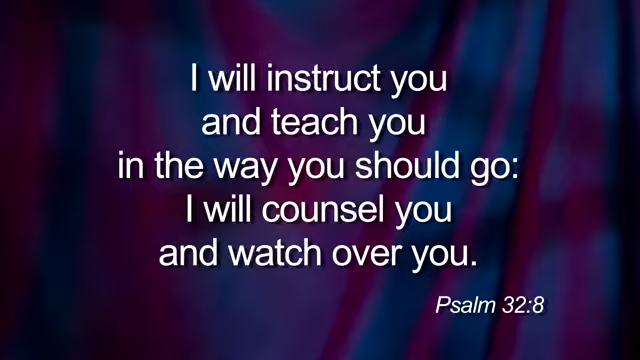 I will instruct you
and teach you
in the way you should go:
I will counsel you
and watch over you.
Psalm 32:8